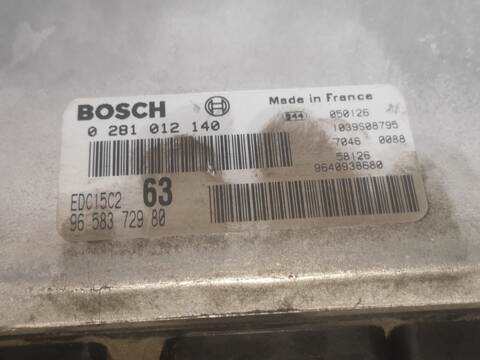 BOSCH
0 281 012 140
EDC15C2 63
96 583 729 80
Made in France
344 050126
1039S08795
7046 0088
58126
9640938680